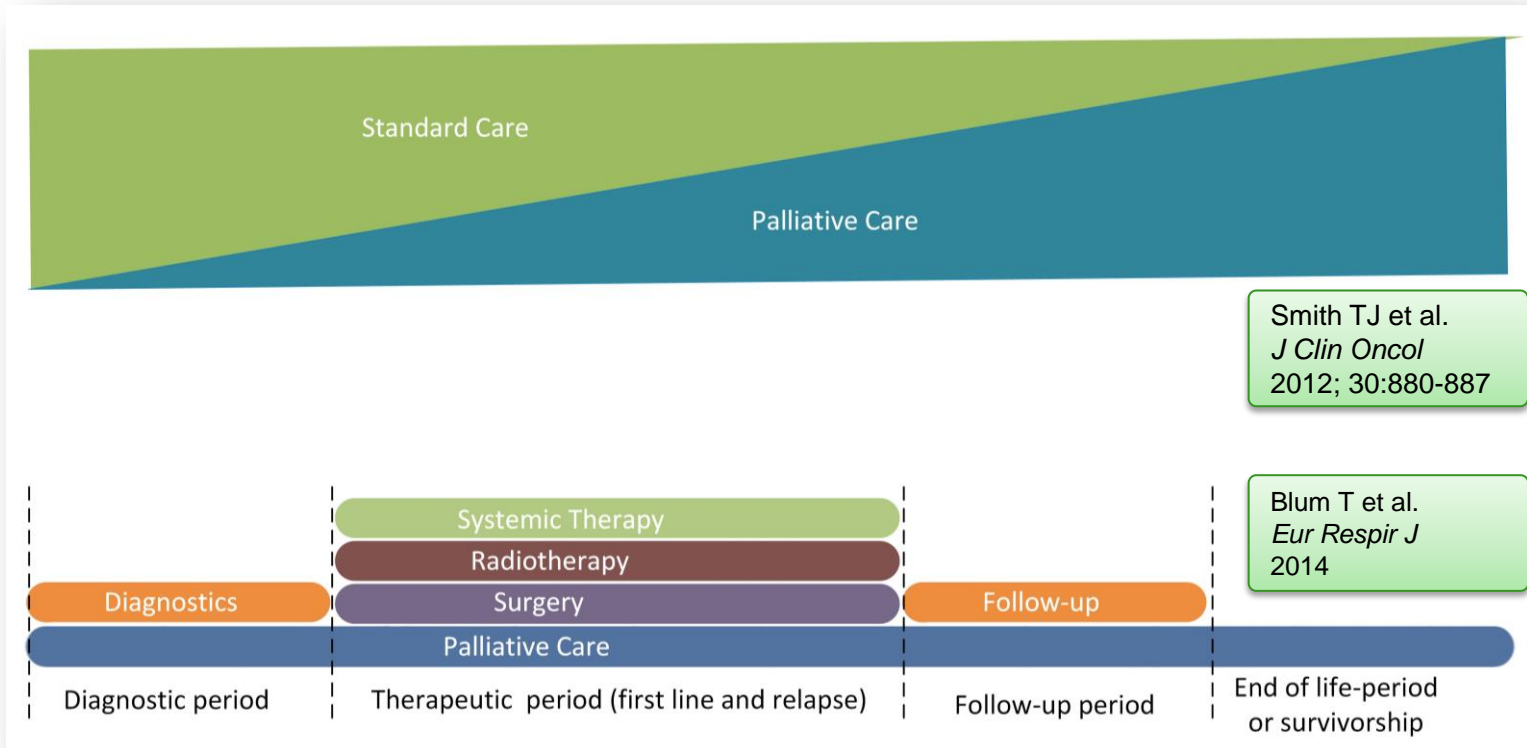 Standard Care
Palliative Care
Smith TJ et al.
J Clin Oncol
2012; 30:880-887
Blum T et al.
Eur Respir J
2014
Systemic Therapy
Radiotherapy
Diagnostics
Surgery
Follow-up
Palliative Care
Diagnostic period
Therapeutic period (first line and relapse)
Follow-up period
End of life-period
or survivorship